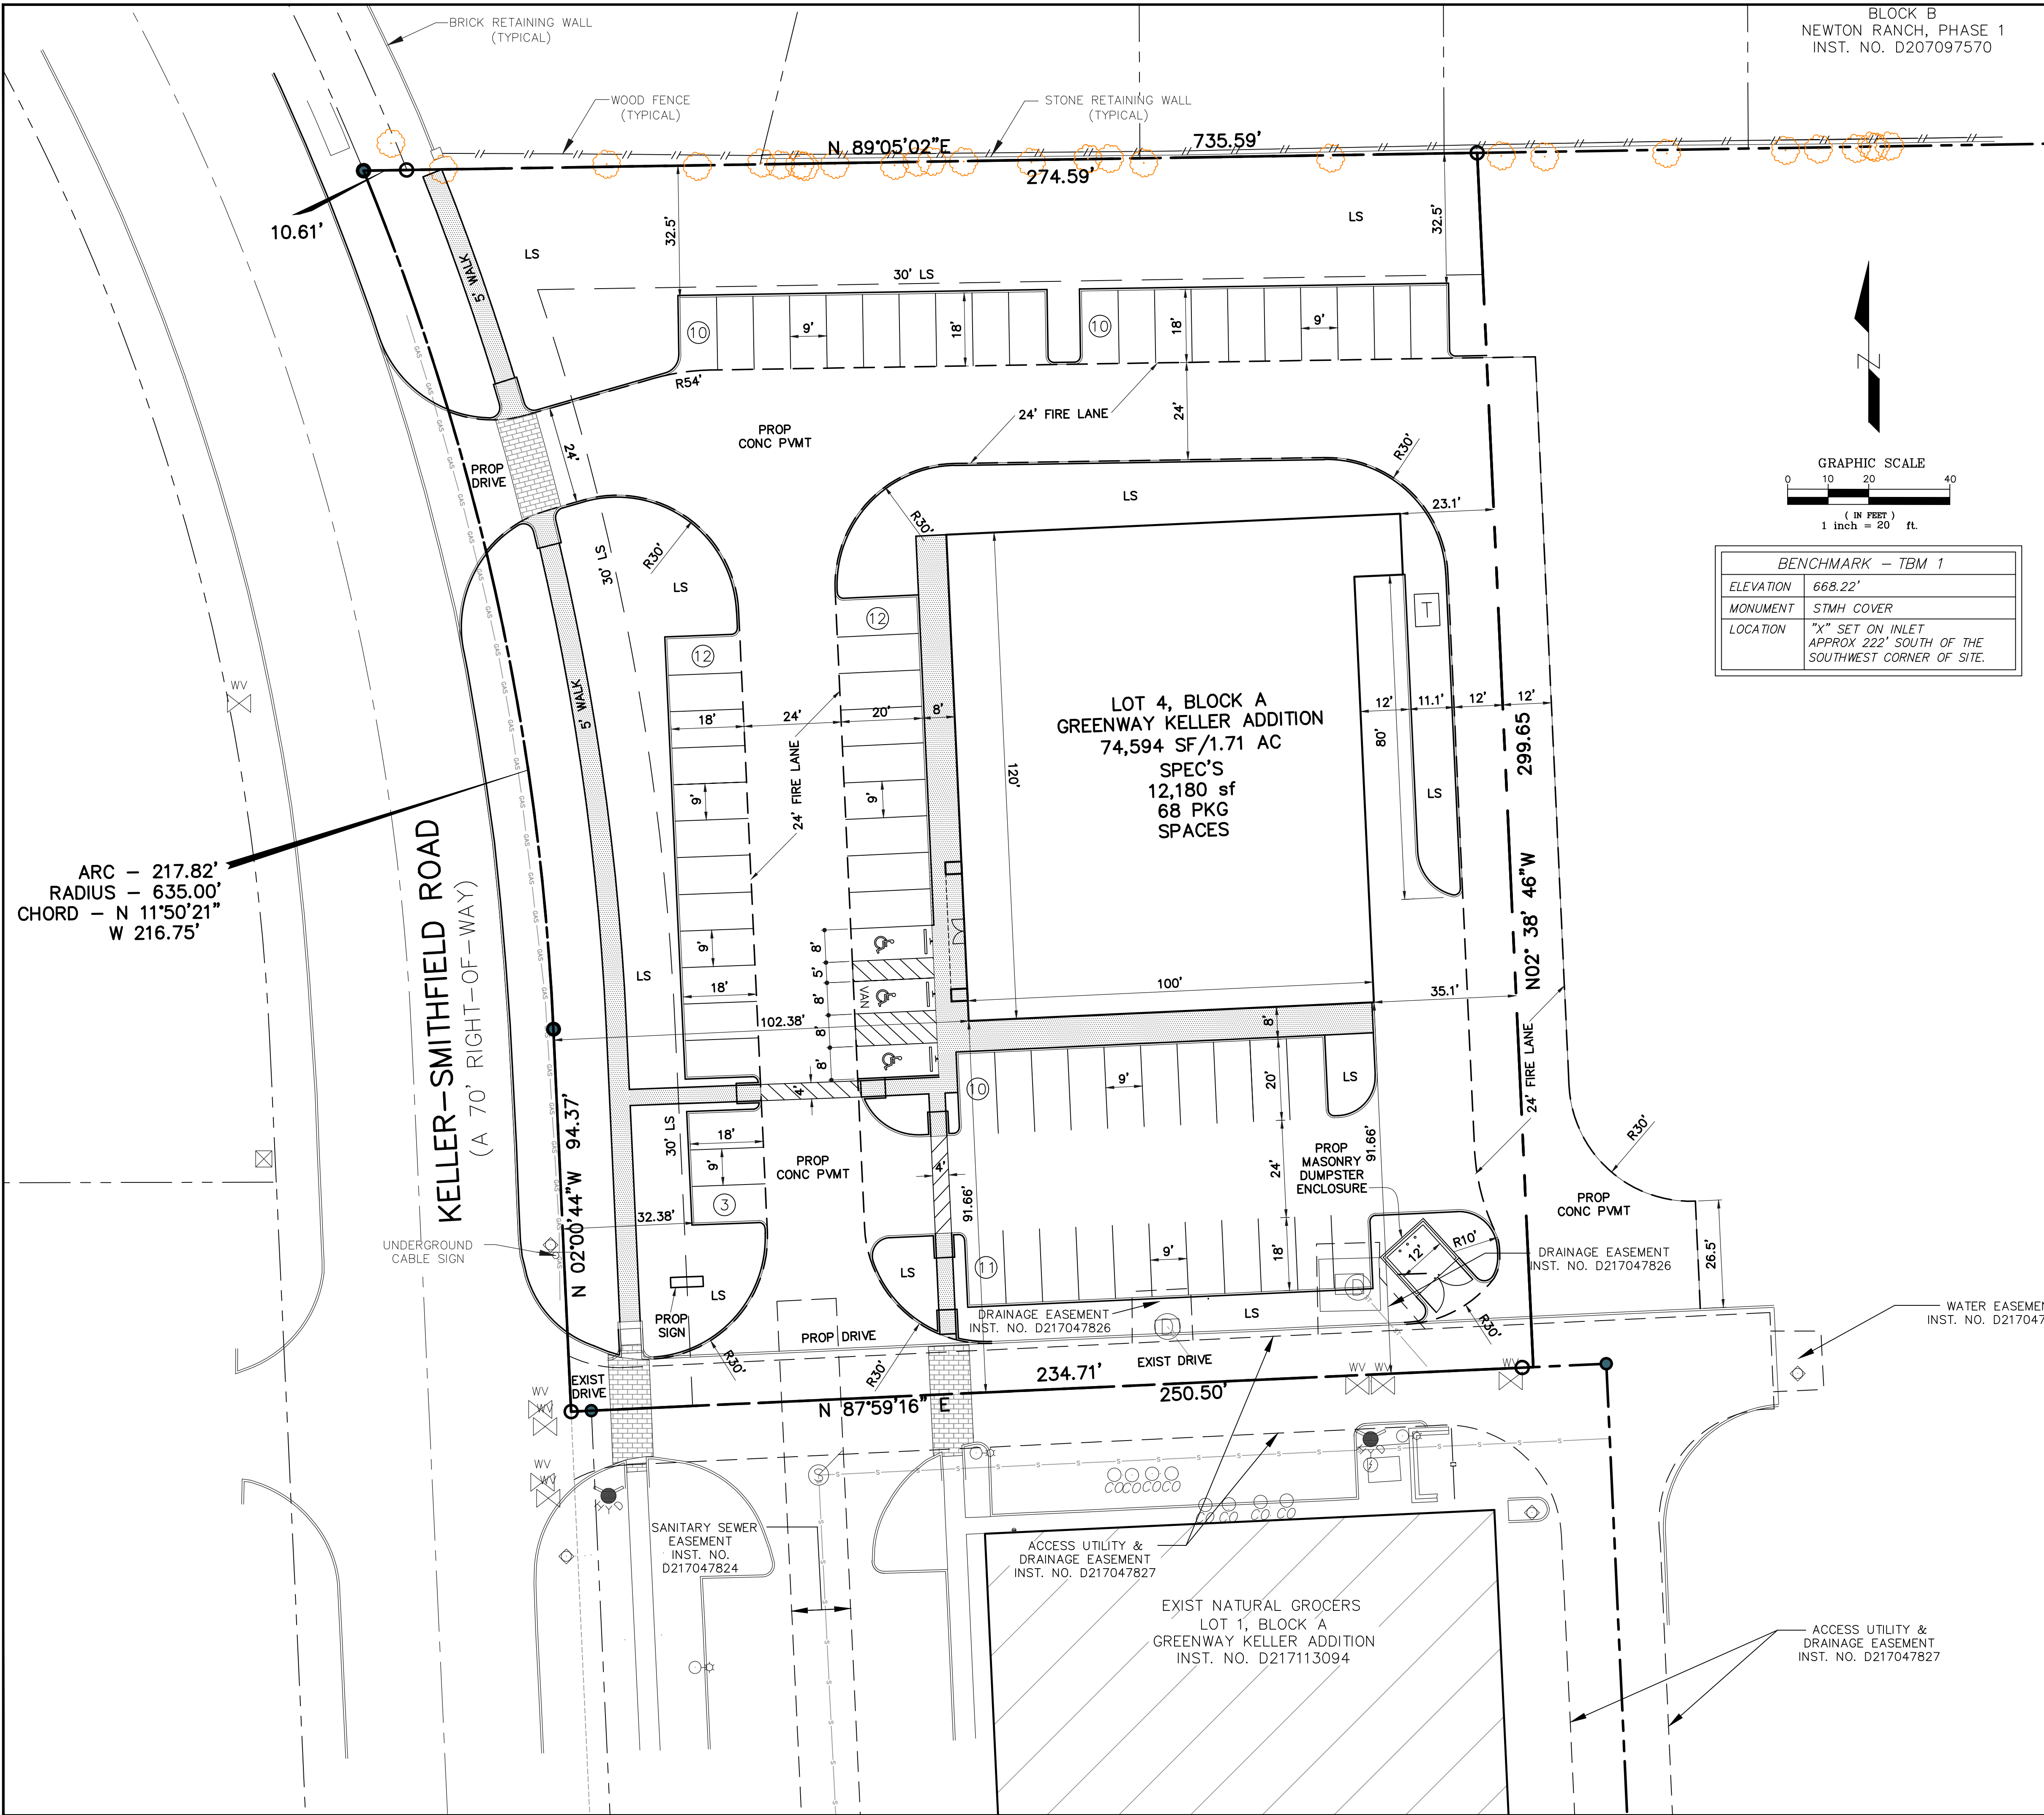 BLOCK B
NEWTON RANCH, PHASE 1
INST. NO. D207097570
BRICK RETAINING WALL
(TYPICAL)
WOOD FENCE
(TYPICAL)
STONE RETAINING WALL
(TYPICAL)
N 89°05'02"E
735.59'
274.59'
10.61'
32.5'
LS
LS
32.5'
5' WALK
30' LS
10
9'
18'
10
18'
9'
R54'
24' FIRE LANE
24'
PROP
CONC PVMT
24'
PROP
DRIVE
R30'
LS
23.1'
R30'
30' LS
R30'
LS
GRAPHIC SCALE
0 10 20 40
( IN FEET )
1 inch = 20 ft.
BENCHMARK – TBM 1
ELEVATION 668.22'
MONUMENT STMH COVER
LOCATION "X" SET ON INLET
APPROX 222' SOUTH OF THE
SOUTHWEST CORNER OF SITE.
12
12
T
WV
5' WALK
18'
24'
20'
8'
LOT 4, BLOCK A
GREENWAY KELLER ADDITION
74,594 SF/1.71 AC
SPEC'S
12,180 sf
68 PKG
SPACES
12'
11.1'
12'
12'
80'
299.65
120'
24' FIRE LANE
9'
9'
LS
N02° 38' 46"W
ARC – 217.82'
RADIUS – 635.00'
CHORD – N 11°50'21"
W 216.75'
KELLER–SMITHFIELD ROAD
(A 70' RIGHT–OF–WAY)
GAS
9'
8'
5'
8'
8'
8'
VAN
LS
18'
100'
35.1'
102.38'
8'
24' FIRE LANE
4'
10
9'
20'
LS
N 02°00'44"W 94.37'
30' LS
18'
9'
3
PROP
CONC PVMT
4'
91.66'
24'
PROP
MASONRY
DUMPSTER
ENCLOSURE
91.66'
R30'
PROP
CONC PVMT
32.38'
UNDERGROUND
CABLE SIGN
LS
11
9'
18'
12'
R10'
DRAINAGE EASEMENT
INST. NO. D217047826
26.5'
LS
PROP
SIGN
PROP DRIVE
DRAINAGE EASEMENT
INST. NO. D217047826
D
D
LS
R30'
WATER EASEMEN
INST. NO. D217047
R30'
R30'
EXIST DRIVE
EXIST
DRIVE
234.71'
250.50'
N 87°59'16" E
WV WV
WV
WV
WV
WV
WV
S
COCOCOCO
CO CO CO CO
SANITARY SEWER
EASEMENT
INST. NO.
D217047824
ACCESS UTILITY &
DRAINAGE EASEMENT
INST. NO. D217047827
EXIST NATURAL GROCERS
LOT 1, BLOCK A
GREENWAY KELLER ADDITION
INST. NO. D217113094
ACCESS UTILITY &
DRAINAGE EASEMENT
INST. NO. D217047827